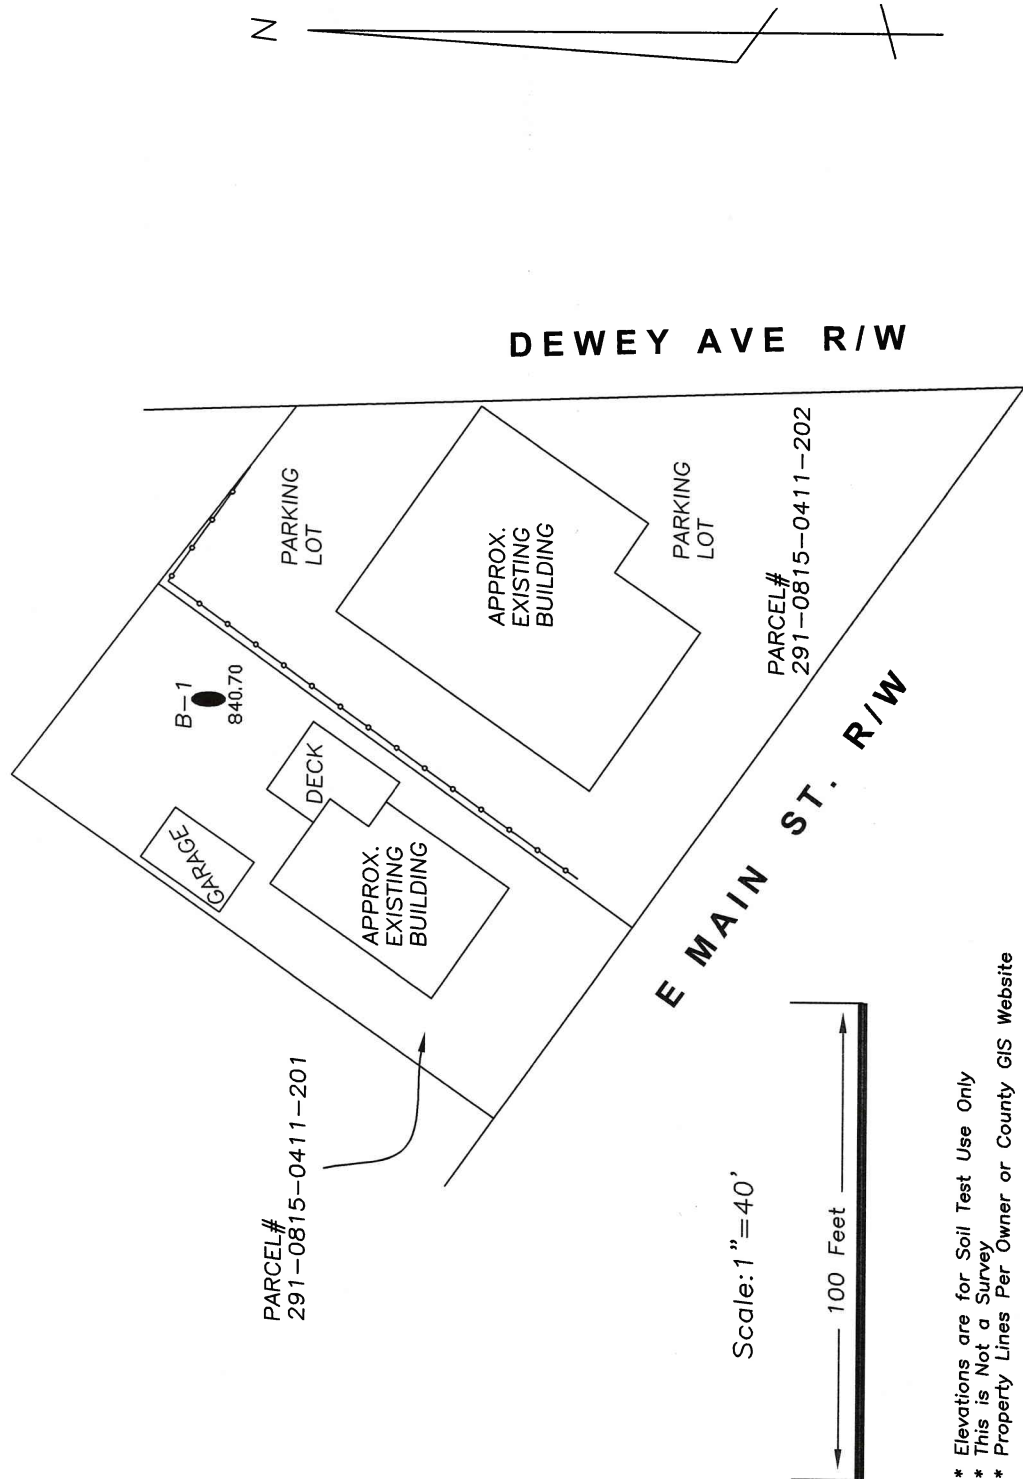 N
DEWEY AVE R/W
PARKING
LOT
APPROX.
EXISTING
BUILDING
PARKING
LOT
PARCEL#
291-0815-0411-202
B-1
840.70
DECK
GARAGE
APPROX.
EXISTING
BUILDING
E MAIN ST. R/W
PARCEL#
291-0815-0411-201
Scale:1"=40'
100 Feet
* Elevations are for Soil Test Use Only
* This is Not a Survey
* Property Lines Per Owner or County GIS Website